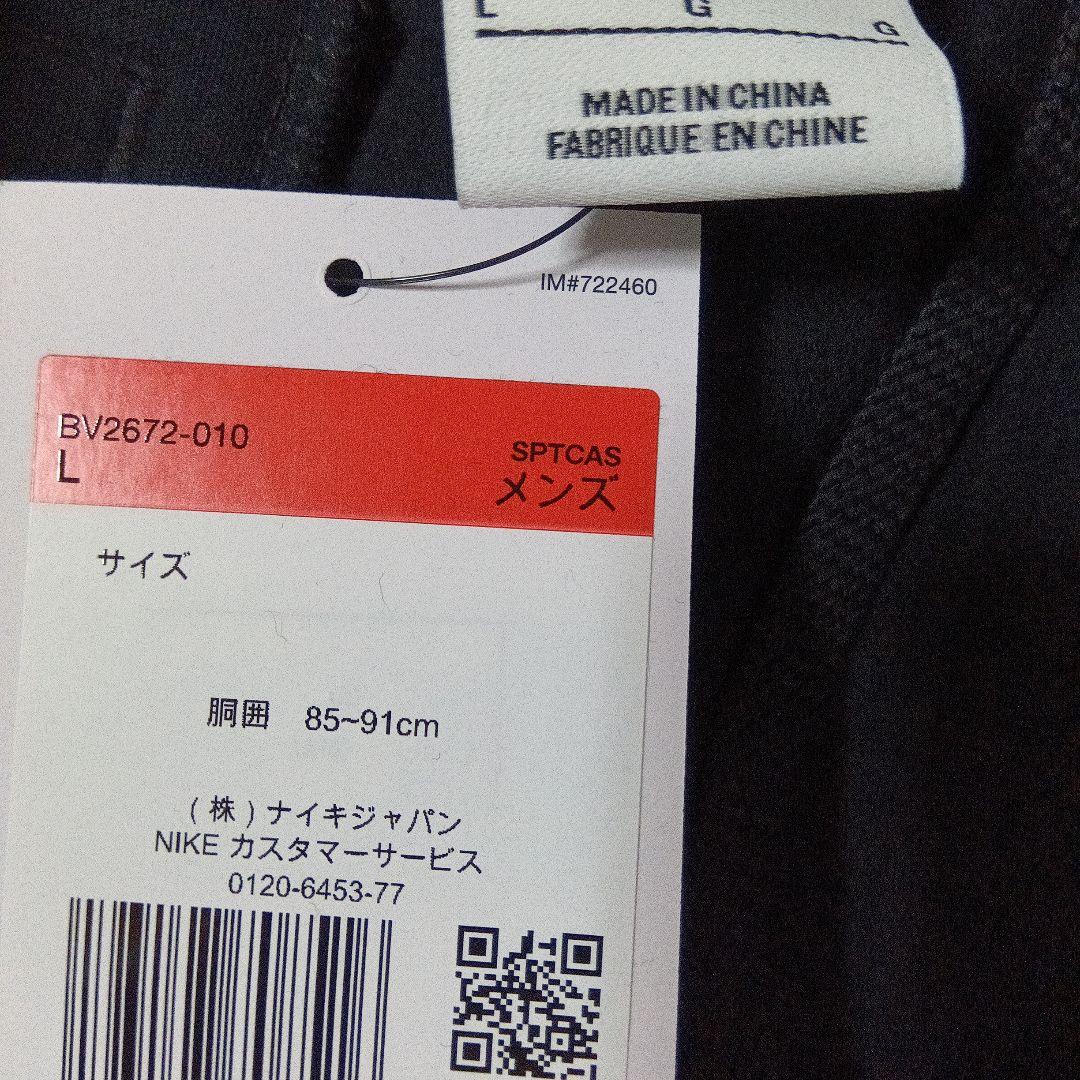 L G G
MADE IN CHINA
FABRIQUE EN CHINE
IM#722460
BV2672-010
L
SPTCAS
メンズ
サイズ
胴囲 85~91cm
(株)ナイキジャパン
NIKE カスタマーサービス
0120-6453-77